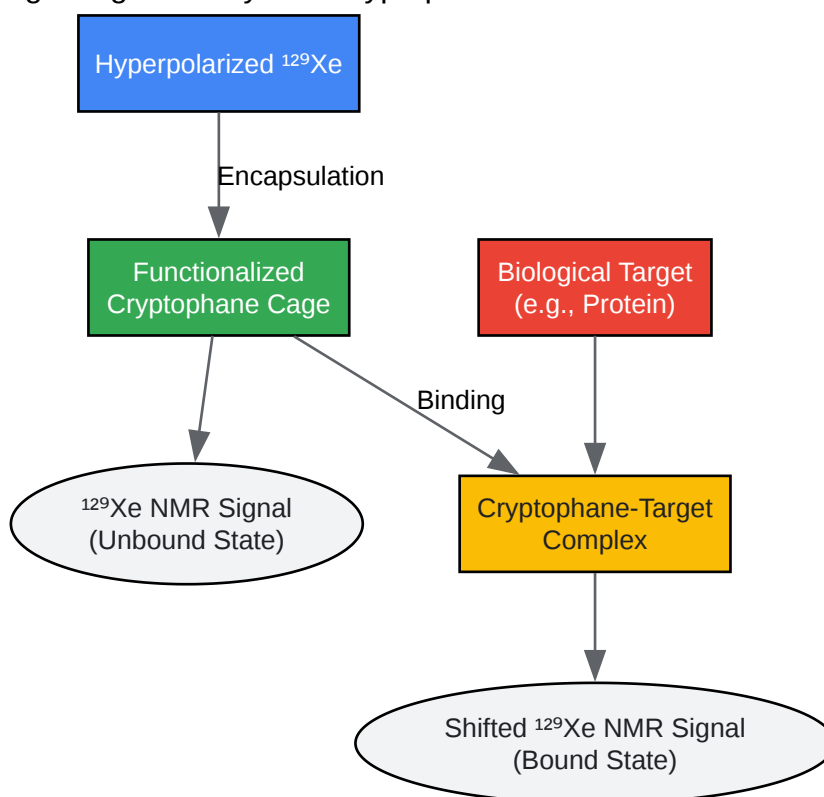 Hyperpolarized ¹²⁹Xe
Encapsulation
Functionalized
Cryptophane Cage
Biological Target
(e.g., Protein)
Binding
¹²⁹Xe NMR Signal
(Unbound State)
Cryptophane-Target
Complex
Shifted ¹²⁹Xe NMR Signal
(Bound State)